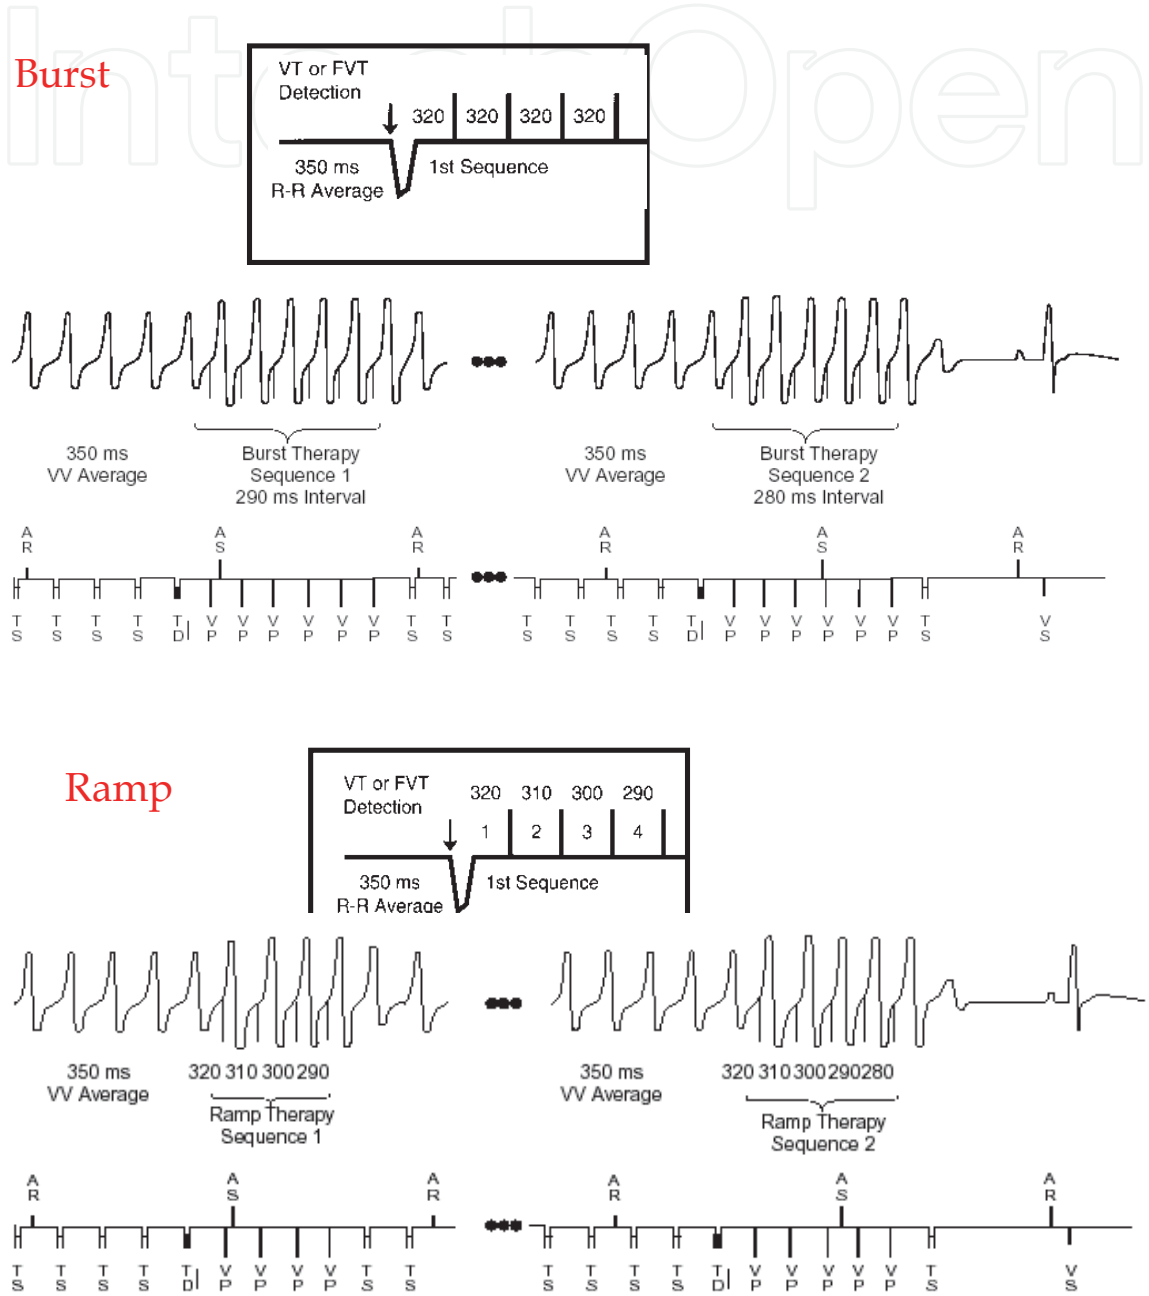 IntechOpen
Burst
VT or FVT
Detection
320 320 320 320
350 ms
R-R Average
1st Sequence
350 ms
VV Average
Burst Therapy
Sequence 1
290 ms Interval
350 ms
VV Average
Burst Therapy
Sequence 2
280 ms Interval
A A A A A A
R S R R S R
T T T T T V V V V V V T T T T T T T V V V V V V T V
S S S S D P P P P P P S S S S S S D P P P P P P S S
Ramp
VT or FVT
Detection
320 310 300 290
1 2 3 4
350 ms
R-R Average
1st Sequence
350 ms
VV Average
320 310 300 290
Ramp Therapy
Sequence 1
350 ms
VV Average
320 310 300 290 280
Ramp Therapy
Sequence 2
A A A A A A
R S R R S R
T T T T T V V V V T T T T T T T V V V V V T V
S S S S D P P P P S S S S S S D P P P P P S S